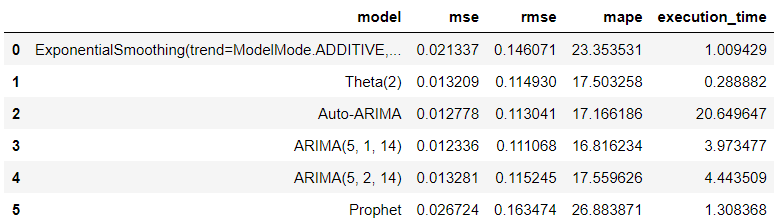 model mse rmse mape execution_time
0 ExponentialSmoothing(trend=ModelMode.ADDITIVE,... 0.021337 0.146071 23.353531 1.009429
1 Theta(2) 0.013209 0.114930 17.503258 0.288882
2 Auto-ARIMA 0.012778 0.113041 17.166186 20.649647
3 ARIMA(5, 1, 14) 0.012336 0.111068 16.816234 3.973477
4 ARIMA(5, 2, 14) 0.013281 0.115245 17.559626 4.443509
5 Prophet 0.026724 0.163474 26.883871 1.308368